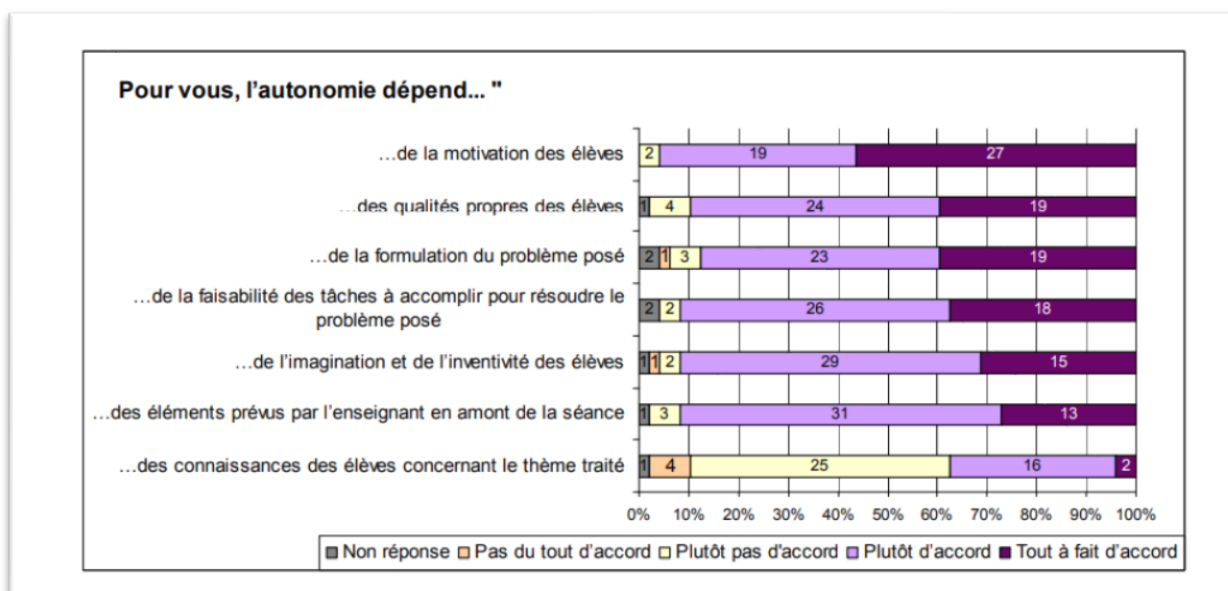 Pour vous, l'autonomie dépend... "
...de la motivation des élèves 2 19 27
...des qualités propres des élèves 1 4 24 19
...de la formulation du problème posé 2 1 3 23 19
...de la faisabilité des tâches à accomplir pour résoudre le
problème posé 2 2 26 18
...de l'imagination et de l'inventivité des élèves 1 1 2 29 15
...des éléments prévus par l'enseignant en amont de la séance 1 3 31 13
...des connaissances des élèves concernant le thème traité 1 4 25 16 2
0% 10% 20% 30% 40% 50% 60% 70% 80% 90% 100%
Non réponse Pas du tout d'accord Plutôt pas d'accord Plutôt d'accord Tout à fait d'accord